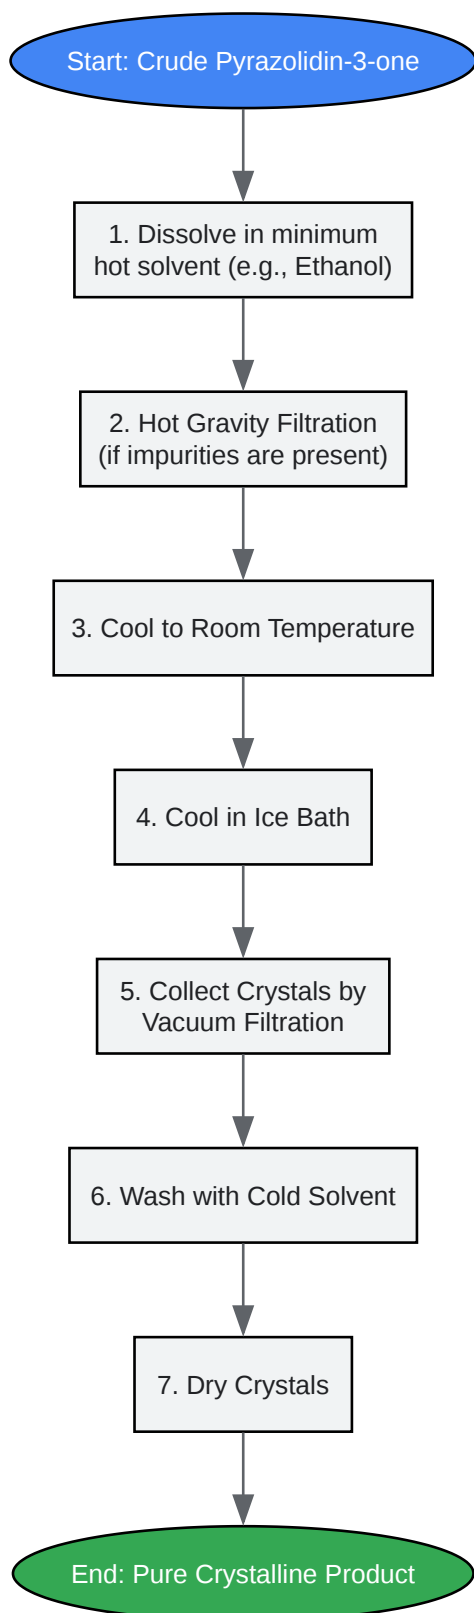 Start: Crude Pyrazolidin-3-one
1. Dissolve in minimum
hot solvent (e.g., Ethanol)
2. Hot Gravity Filtration
(if impurities are present)
3. Cool to Room Temperature
4. Cool in Ice Bath
5. Collect Crystals by
Vacuum Filtration
6. Wash with Cold Solvent
7. Dry Crystals
End: Pure Crystalline Product